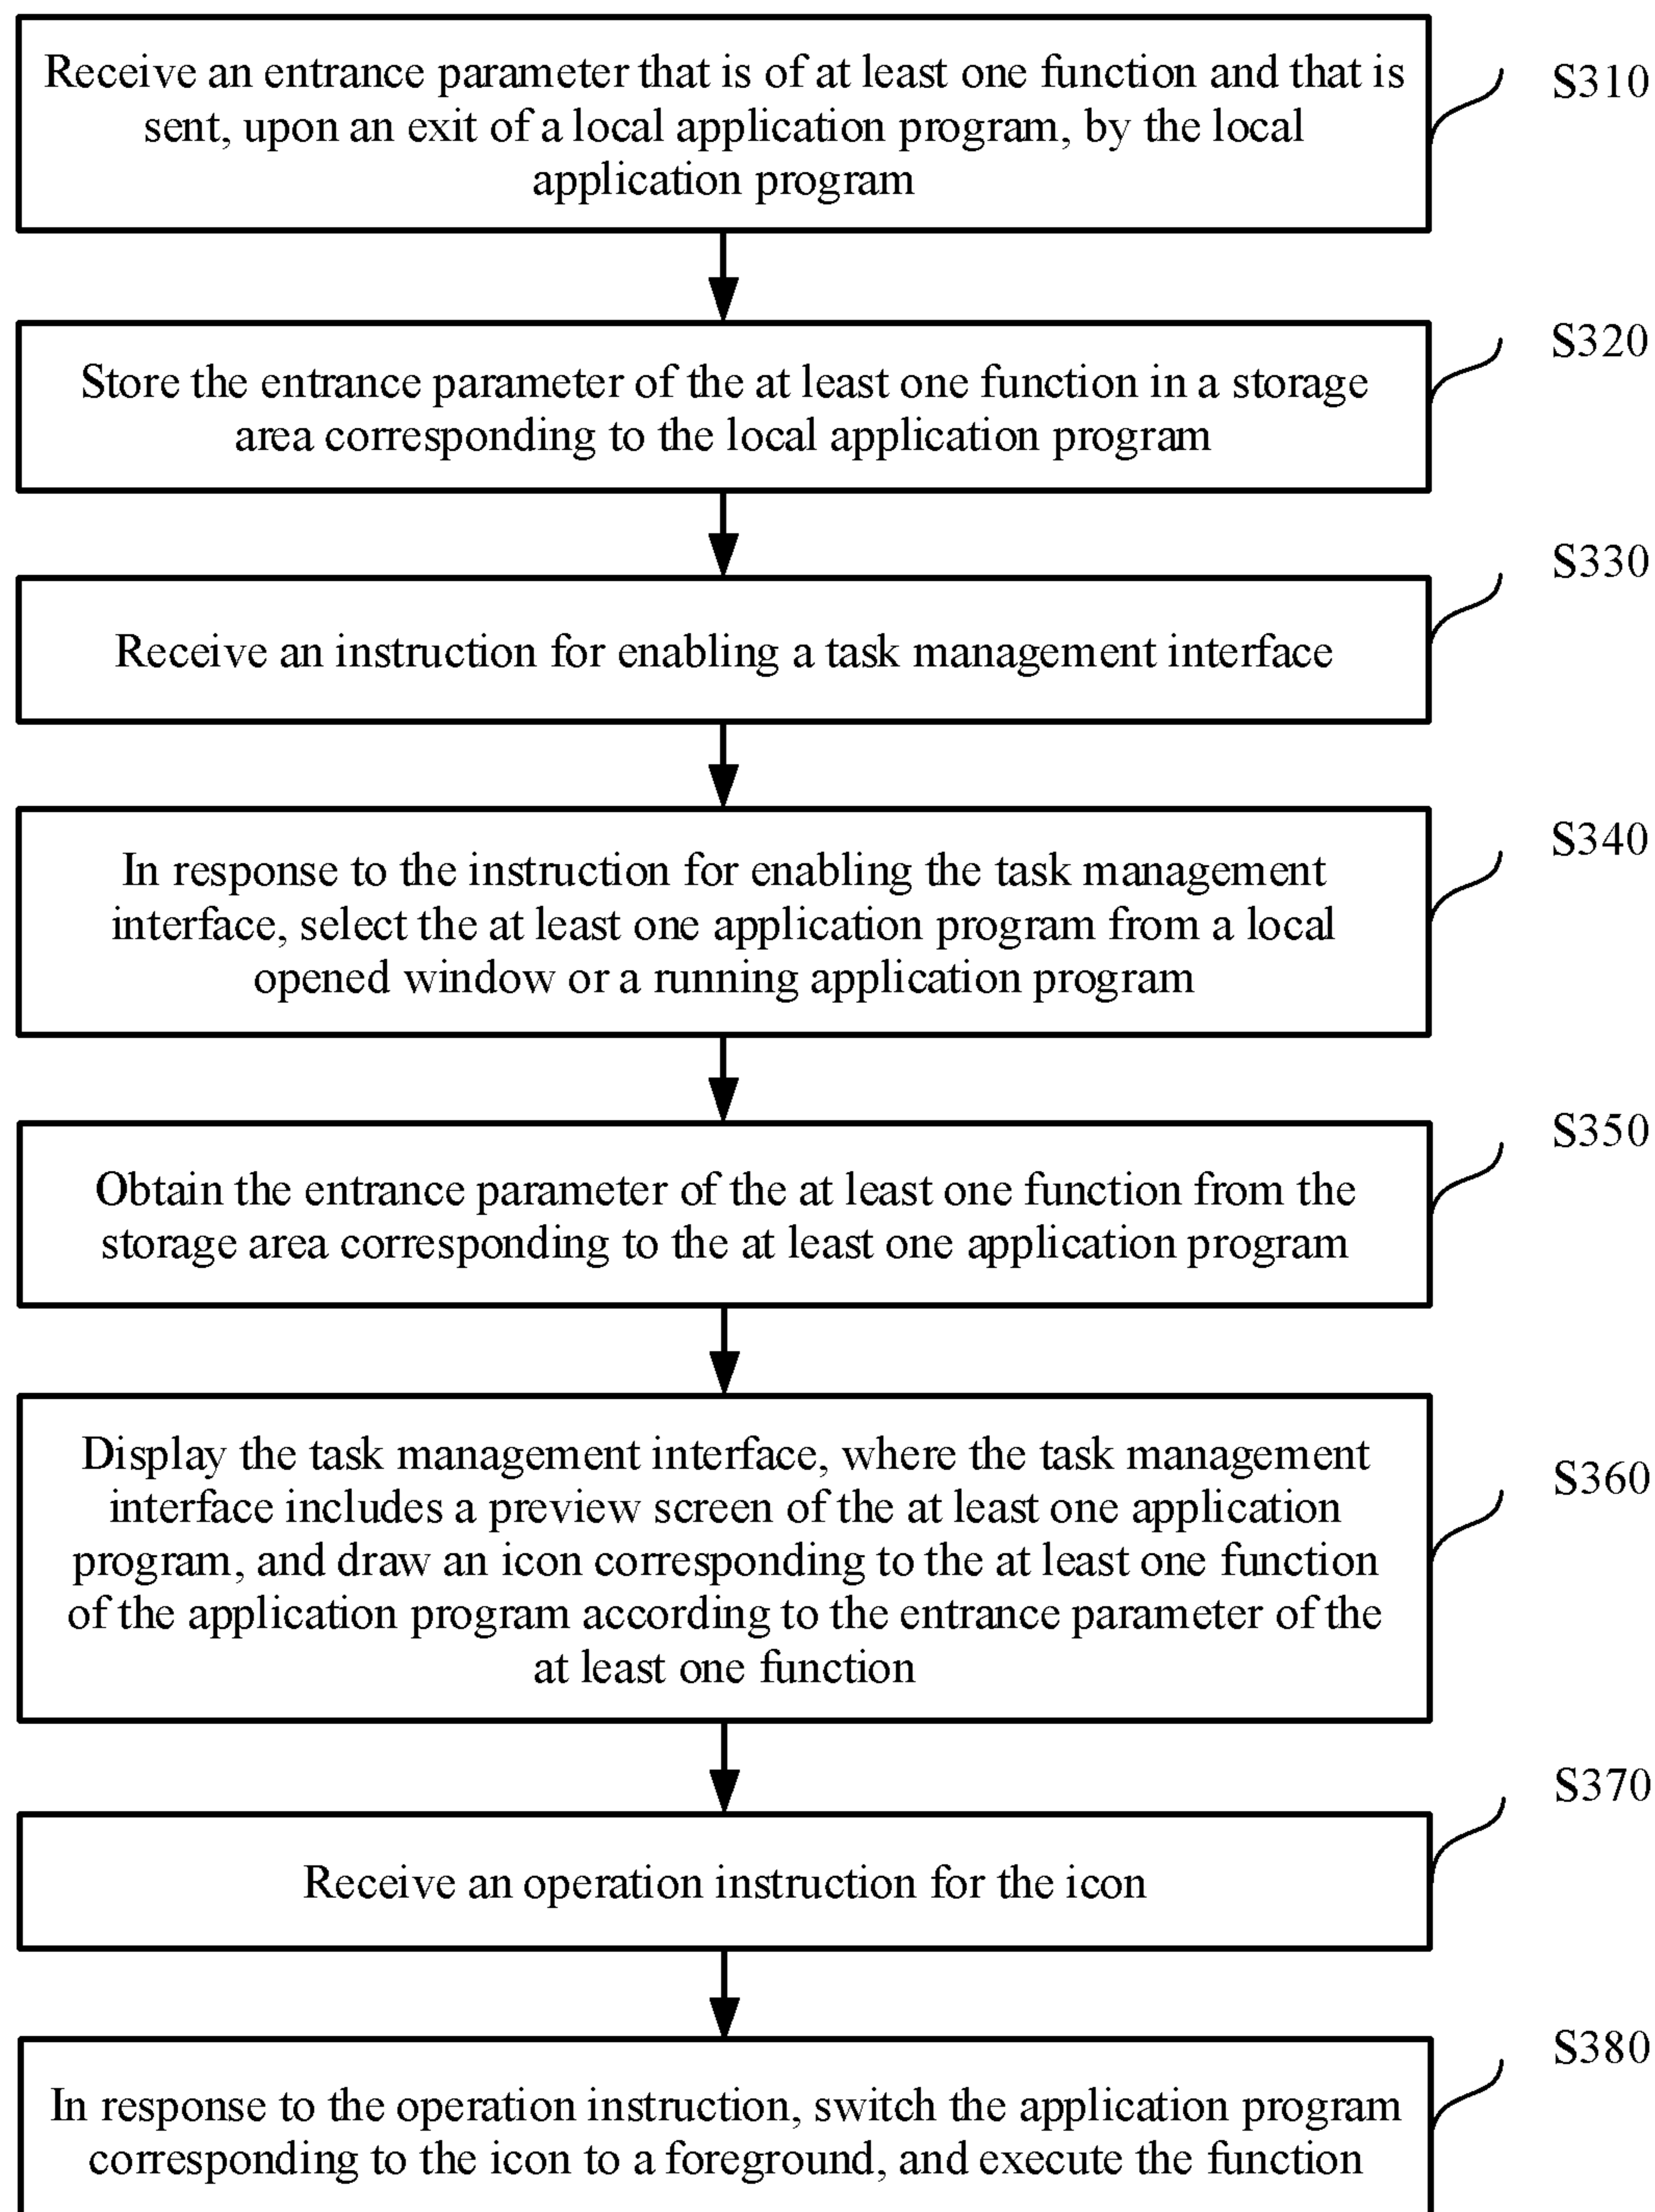 Receive an entrance parameter that is of at least one function and that is
sent, upon an exit of a local application program, by the local
application program
S310
Store the entrance parameter of the at least one function in a storage
area corresponding to the local application program
S320
Receive an instruction for enabling a task management interface
S330
In response to the instruction for enabling the task management
interface, select the at least one application program from a local
opened window or a running application program
S340
Obtain the entrance parameter of the at least one function from the
storage area corresponding to the at least one application program
S350
Display the task management interface, where the task management
interface includes a preview screen of the at least one application
program, and draw an icon corresponding to the at least one function
of the application program according to the entrance parameter of the
at least one function
S360
Receive an operation instruction for the icon
S370
In response to the operation instruction, switch the application program
corresponding to the icon to a foreground, and execute the function
S380